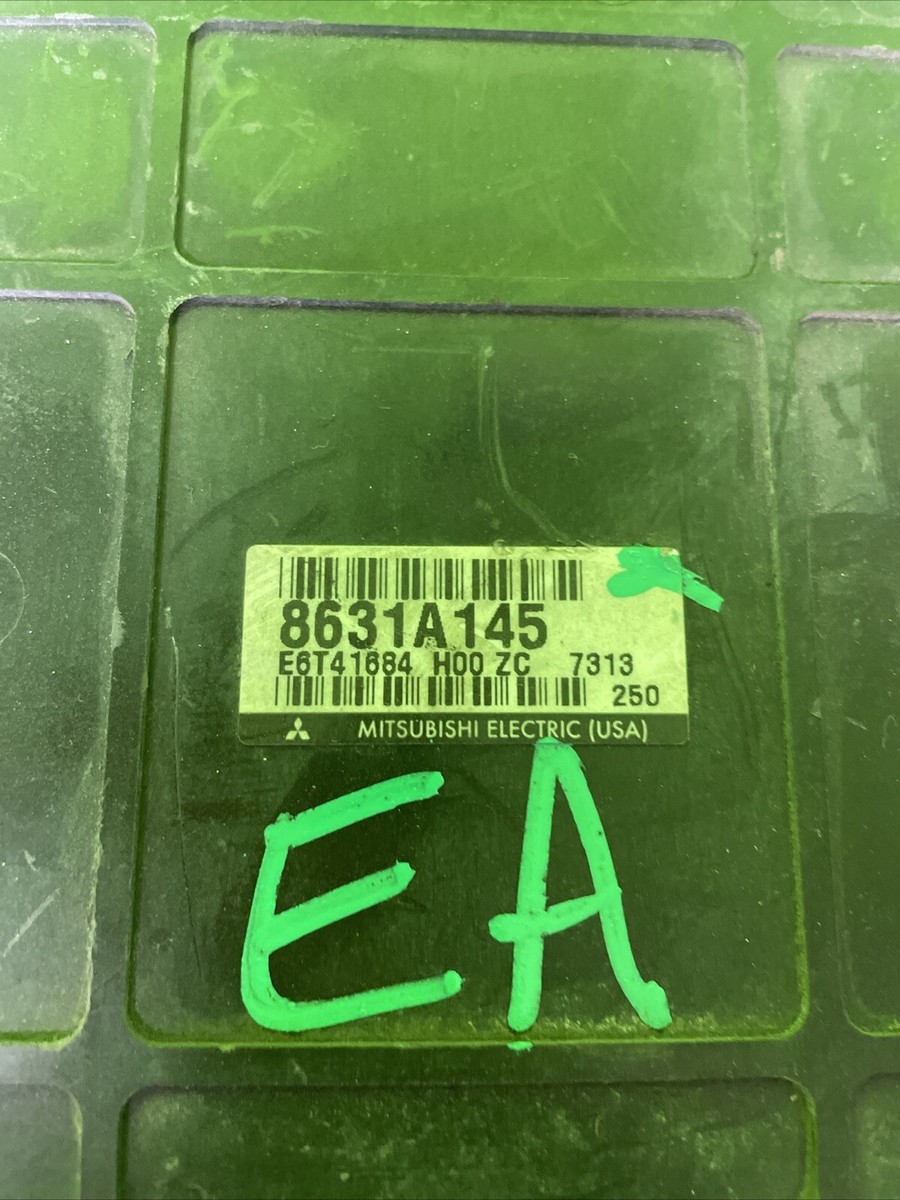 8631A145
E6T41684 H00 ZC 7313
250
MITSUBISHI ELECTRIC (USA)
EA